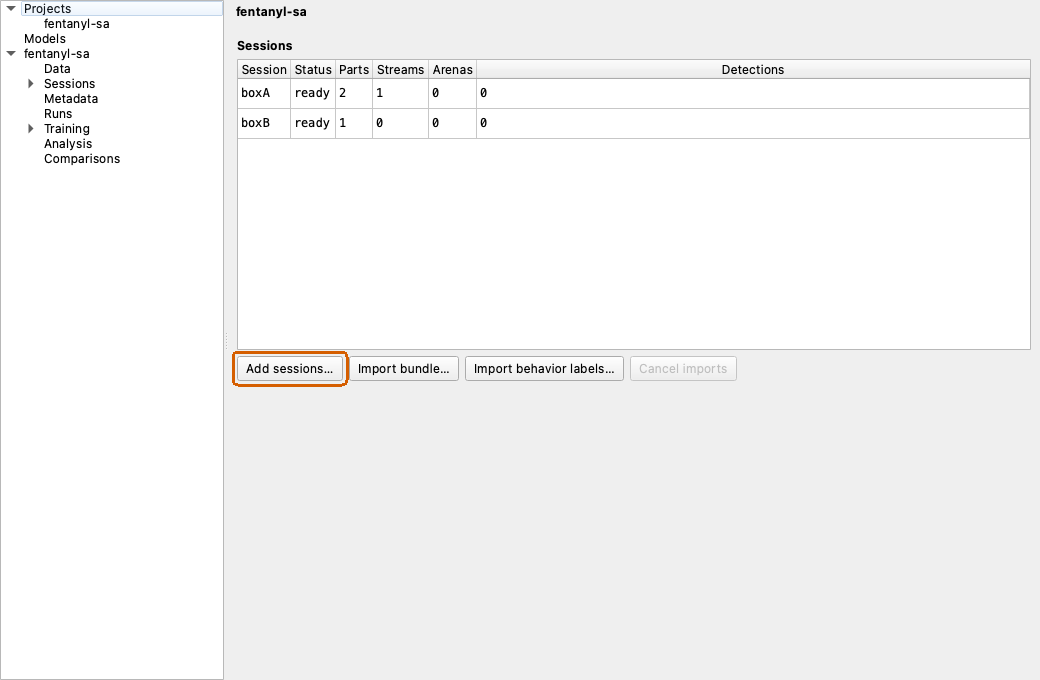 Projects
fentanyl-sa
Models
fentanyl-sa
Data
Sessions
Metadata
Runs
Training
Analysis
Comparisons
fentanyl-sa
Sessions
Session Status Parts Streams Arenas Detections
boxA ready 2 1 0 0
boxB ready 1 0 0 0
Add sessions... Import bundle... Import behavior labels... Cancel imports